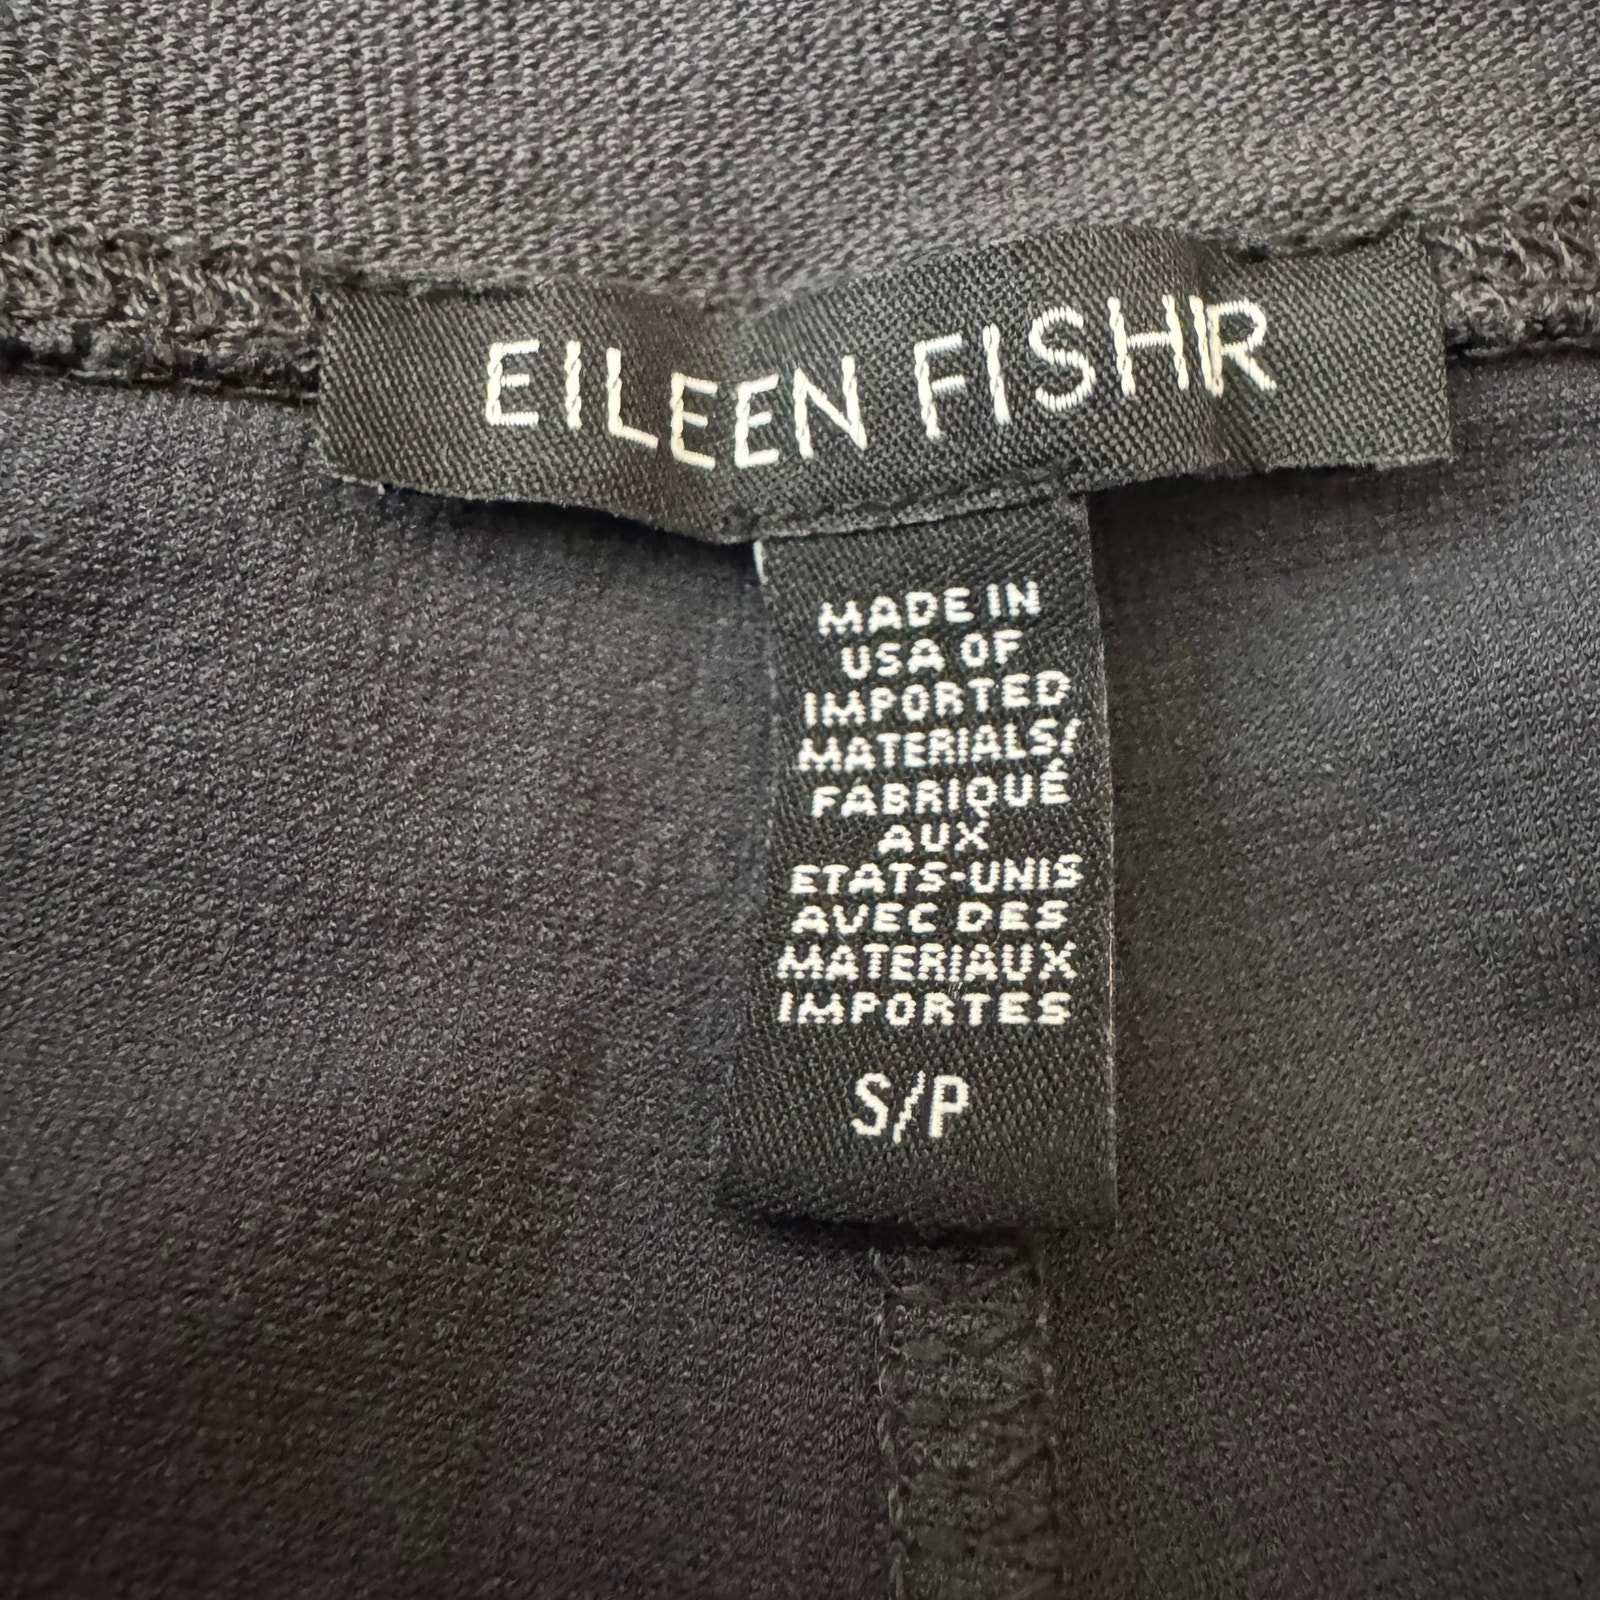 EILEEN FISHR
MADE IN
USA OF
IMPORTED
MATERIALS/
FABRIQUÉ
AUX
ETATS-UNIS
AVEC DES
MATERIAUX
IMPORTES
S/P